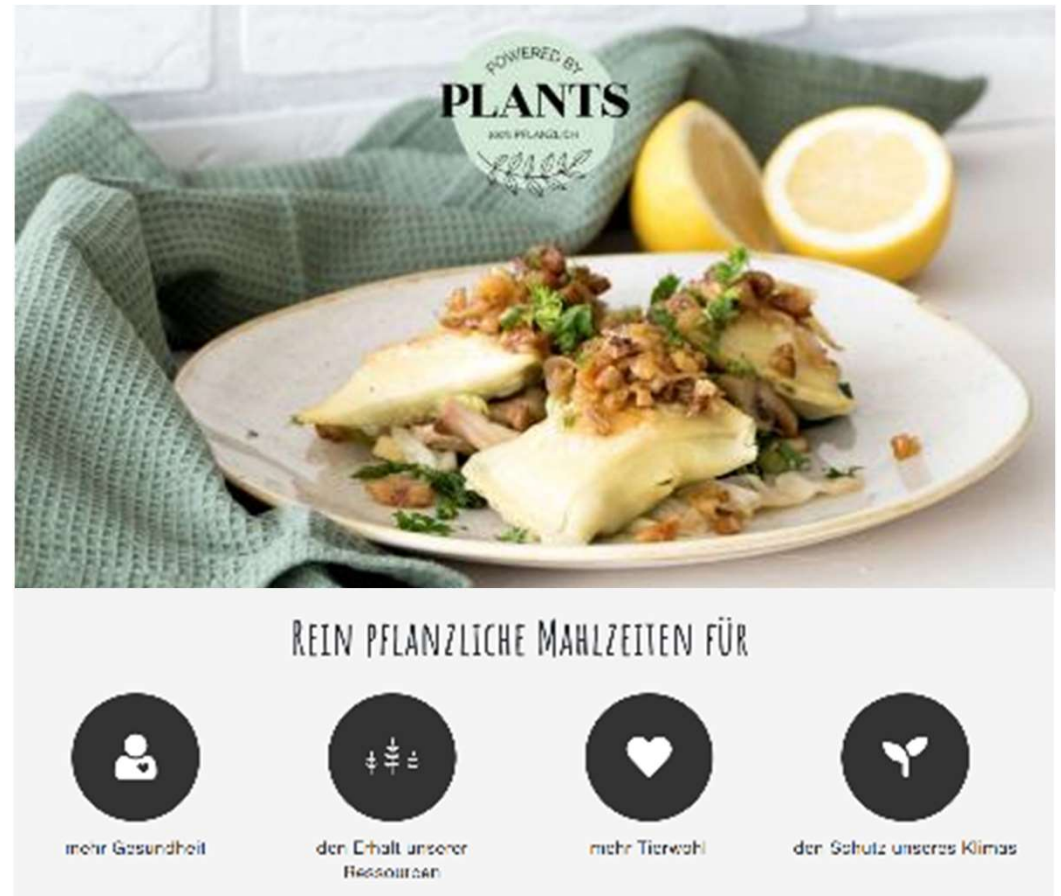 POWERED BY
PLANTS
100% PFLANZLICH
Rein pflanzliche Mahlzeiten für
mehr Gesundheit
den Erhalt unserer
Ressourcen
mehr Tierwohl
den Schutz unseres Klimas